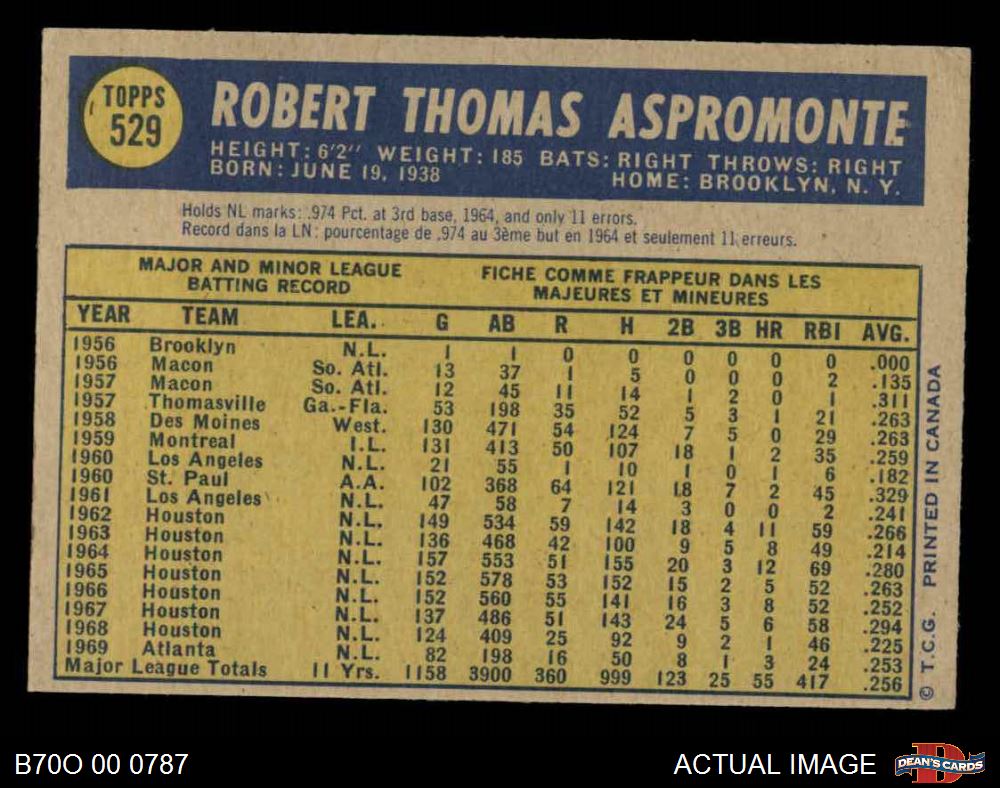 TOPPS
529
ROBERT THOMAS ASPROMONTE
HEIGHT: 6'2" WEIGHT: 185 BATS: RIGHT THROWS: RIGHT
BORN: JUNE 19, 1938 HOME: BROOKLYN, N. Y.
Holds NL marks: .974 Pct. at 3rd base, 1964, and only 11 errors.
Record dans la LN: pourcentage de .974 au 3ème but en 1964 et seulement 11 erreurs.
MAJOR AND MINOR LEAGUE FICHE COMME FRAPPEUR DANS LES
BATTING RECORD MAJEURES ET MINEURES
YEAR TEAM LEA. G AB R H 2B 3B HR RBI AVG.
1956 Brooklyn N.L. 1 1 0 0 0 0 0 0 .000
1956 Macon So. Atl. 13 37 1 5 0 0 0 2 .135
1957 Macon So. Atl. 12 45 11 14 1 2 0 1 .311
1957 Thomasville Ga.-Fla. 53 198 35 52 5 3 1 21 .263
1958 Des Moines West. 130 471 54 124 7 5 0 29 .263
1959 Montreal I.L. 131 413 50 107 18 1 2 35 .259
1960 Los Angeles N.L. 21 55 1 10 1 0 1 6 .182
1960 St. Paul A.A. 102 368 64 121 18 7 2 45 .329
1961 Los Angeles N.L. 47 58 7 14 3 0 0 2 .241
1962 Houston N.L. 149 534 59 142 18 4 11 59 .266
1963 Houston N.L. 136 468 42 100 9 5 8 49 .214
1964 Houston N.L. 157 553 51 155 20 3 12 69 .280
1965 Houston N.L. 152 578 53 152 15 2 5 52 .263
1966 Houston N.L. 152 560 55 141 16 3 8 52 .252
1967 Houston N.L. 137 486 51 143 24 5 6 58 .294
1968 Houston N.L. 124 409 25 92 9 2 1 46 .225
1969 Atlanta N.L. 82 198 16 50 8 1 3 24 .253
Major League Totals 11 Yrs. 1158 3900 360 999 123 25 55 417 .256
© T.C.G. PRINTED IN CANADA
B70O 00 0787
ACTUAL IMAGE
DEAN'S CARDS